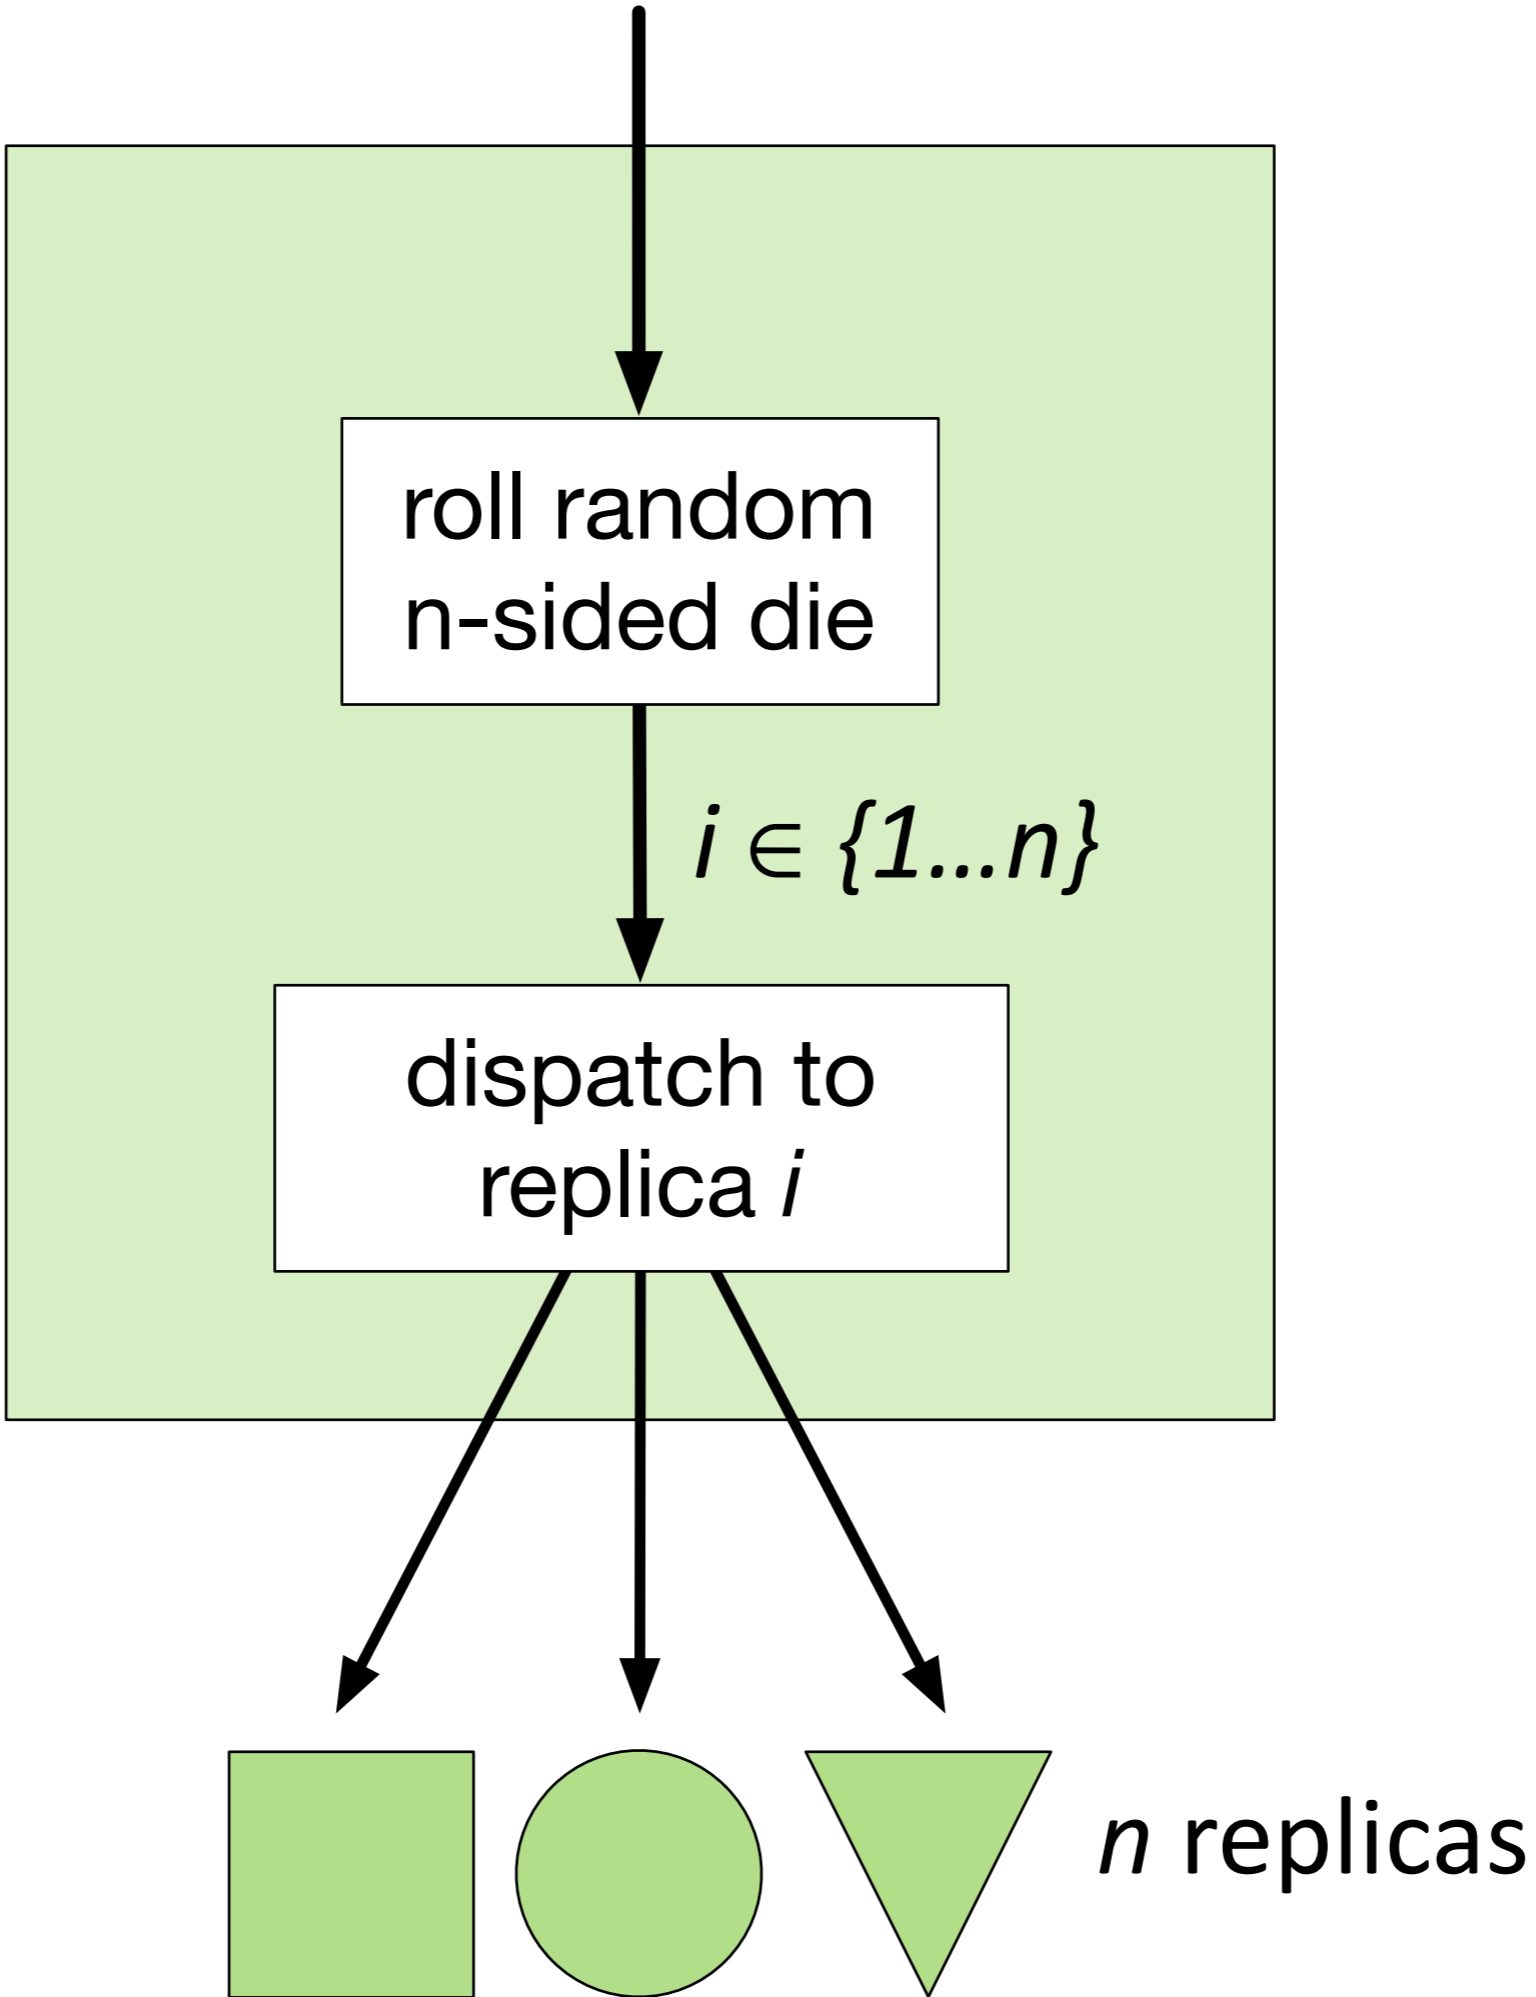 roll random
n-sided die
i ∈ {1...n}
dispatch to
replica i
n replicas